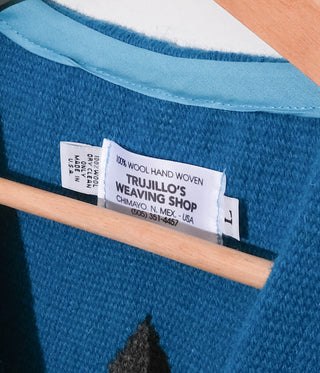 100% WOOL HAND WOVEN
TRUJILLO'S
WEAVING SHOP
CHIMAYO, N. MEX. - USA
(505) 351-4457
100% WOOL
DRY CLEAN
ONLY
MADE IN
U.S.A.
L